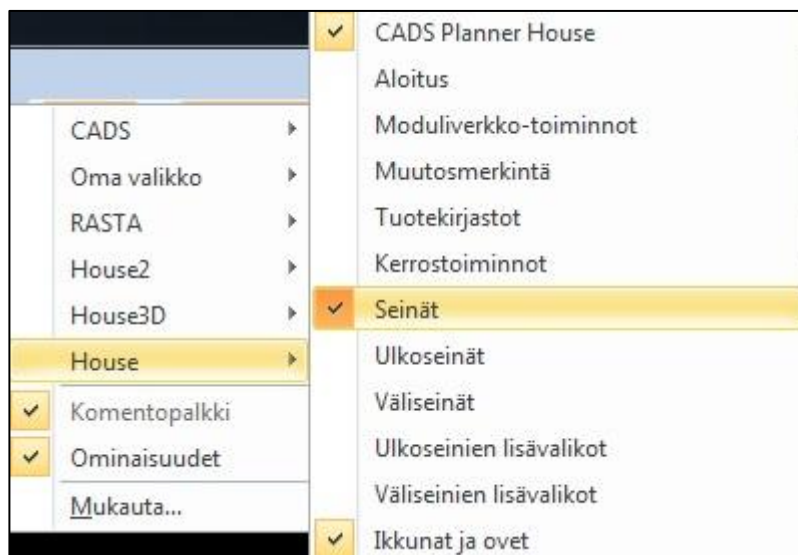 CADS
Oma valikko
RASTA
House2
House3D
House
Komentopalkki
Ominaisuudet
Mukauta...
CADS Planner House
Aloitus
Moduliverkko-toiminnot
Muutosmerkintä
Tuotekirjastot
Kerrostoiminnot
Seinät
Ulkoseinät
Väliseinät
Ulkoseinien lisävalikot
Väliseinien lisävalikot
Ikkunat ja ovet